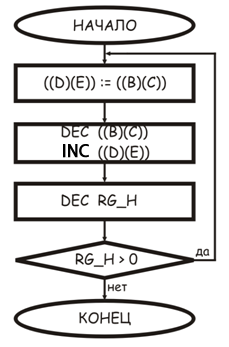 НАЧАЛО
((D)(E)) := ((B)(C))
DEC ((B)(C))
INC ((D)(E))
DEC RG_H
RG_H > 0
да
нет
КОНЕЦ